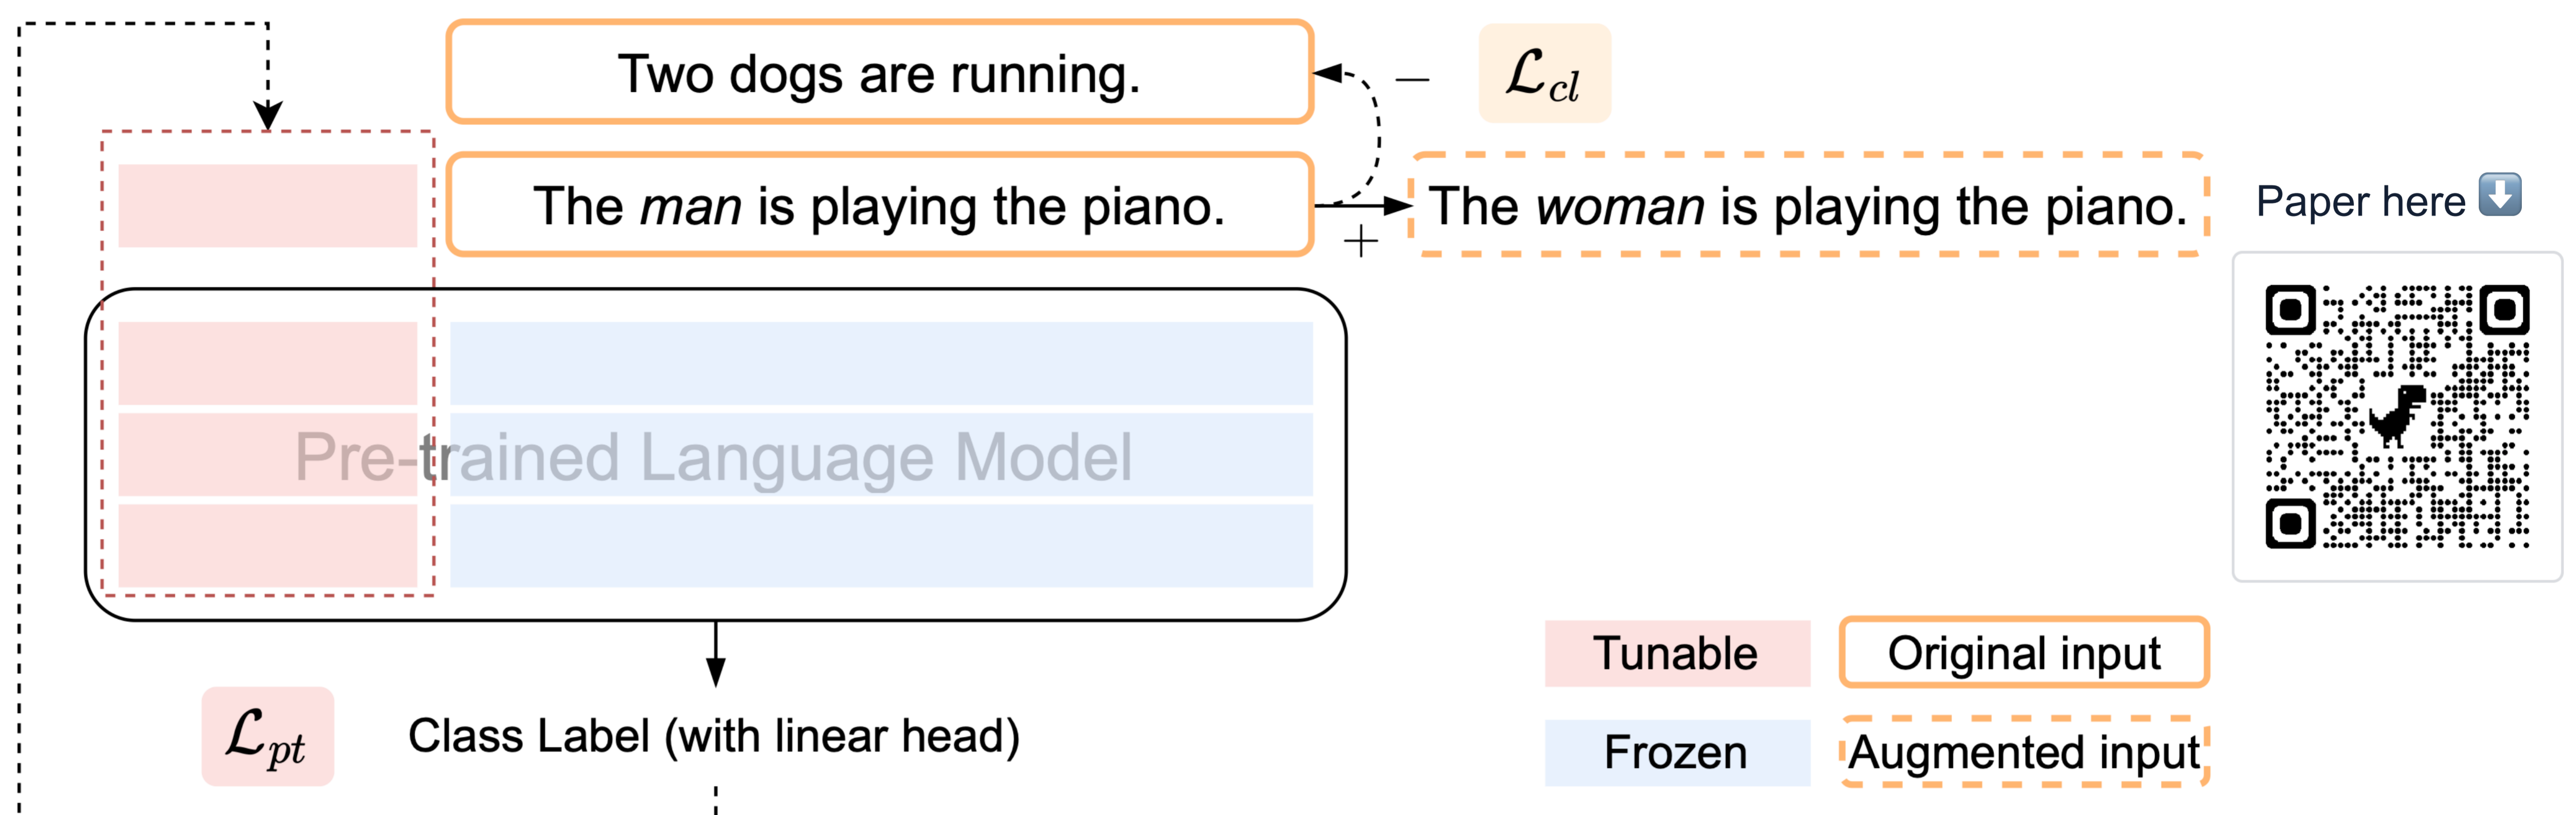 Two dogs are running.
−
ℒcl
The man is playing the piano.
+
The woman is playing the piano.
Paper here ⬇️
Pre-trained Language Model
ℒpt
Class Label (with linear head)
Tunable
Original input
Frozen
Augmented input